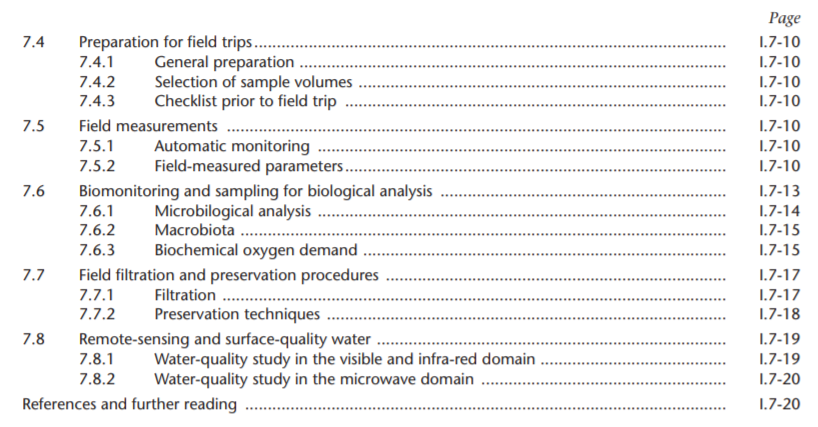 Page
7.4 Preparation for field trips ........ I.7-10
7.4.1 General preparation ........ I.7-10
7.4.2 Selection of sample volumes ........ I.7-10
7.4.3 Checklist prior to field trip ........ I.7-10
7.5 Field measurements ........ I.7-10
7.5.1 Automatic monitoring ........ I.7-10
7.5.2 Field-measured parameters ........ I.7-10
7.6 Biomonitoring and sampling for biological analysis ........ I.7-13
7.6.1 Microbilogical analysis ........ I.7-14
7.6.2 Macrobiota ........ I.7-15
7.6.3 Biochemical oxygen demand ........ I.7-15
7.7 Field filtration and preservation procedures ........ I.7-17
7.7.1 Filtration ........ I.7-17
7.7.2 Preservation techniques ........ I.7-18
7.8 Remote-sensing and surface-quality water ........ I.7-19
7.8.1 Water-quality study in the visible and infra-red domain ........ I.7-19
7.8.2 Water-quality study in the microwave domain ........ I.7-20
References and further reading ........ I.7-20